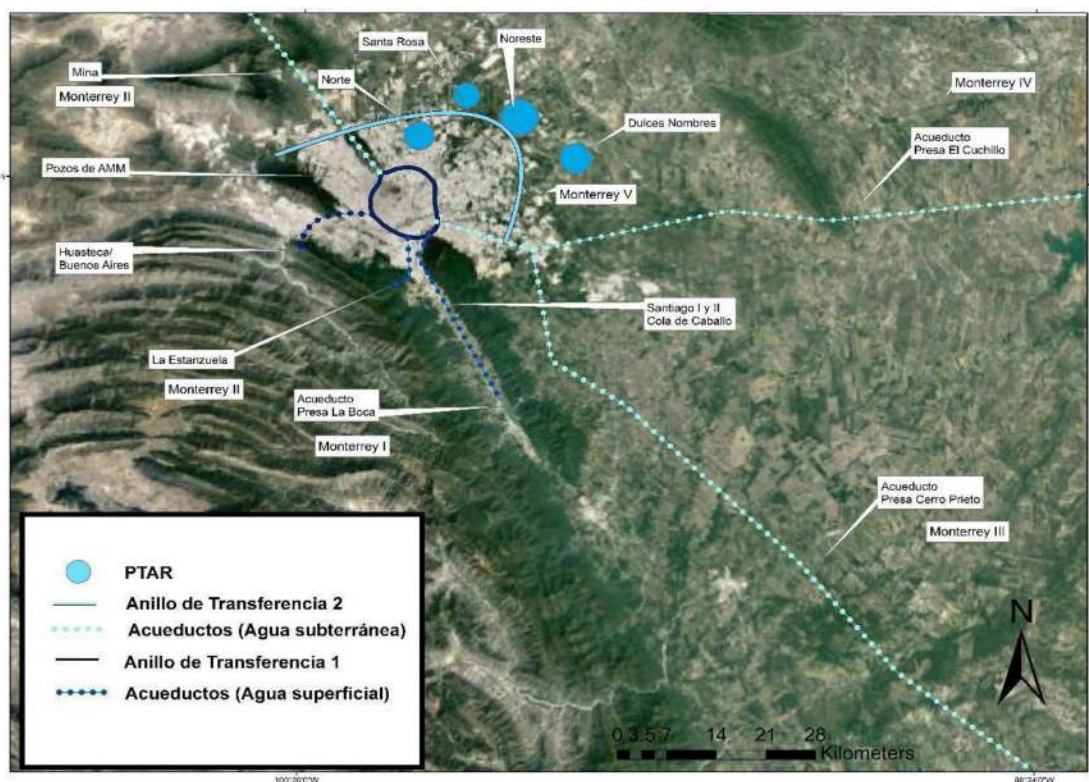 Santa Rosa
Noreste
Mina
Monterrey II
Norte
Monterrey IV
Dulces Nombres
Acueducto
Presa El Cuchillo
Pozos de AMM
Monterrey V
Huasteca/
Buenos Aires
Santiago I y II
Cola de Caballo
La Estanzuela
Monterrey II
Acueducto
Presa La Boca
Monterrey I
Acueducto
Presa Cerro Prieto
Monterrey III
PTAR
Anillo de Transferencia 2
Acueductos (Agua subterránéa)
Anillo de Transferencia 1
Acueductos (Agua superficial)
N
0 3.5 7 14 21 28
Kilometers